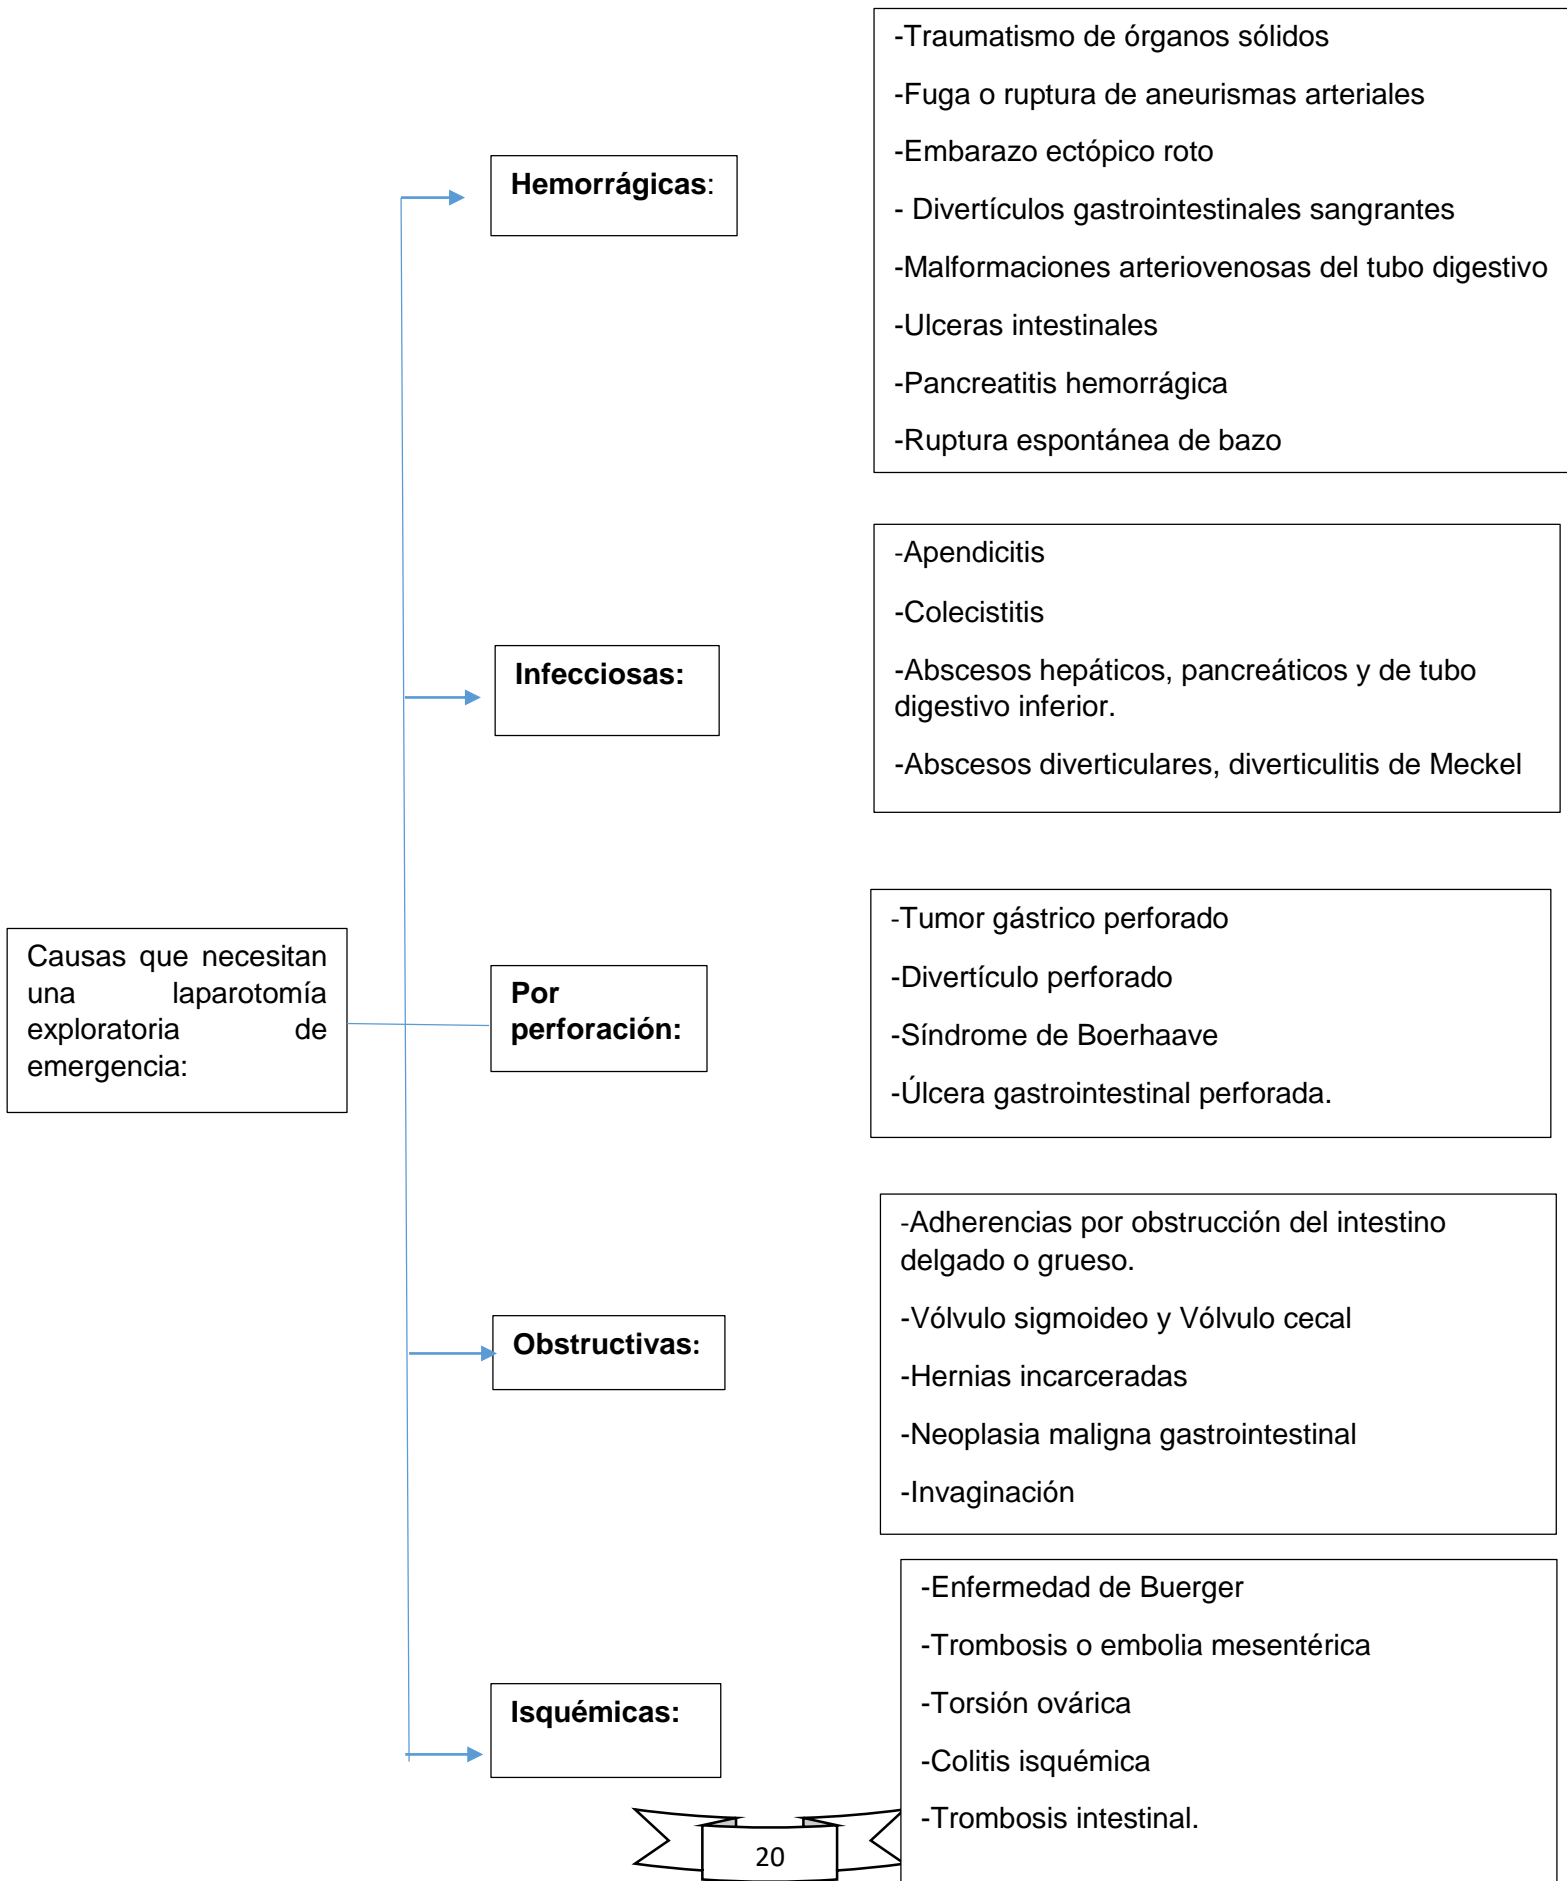 Causas que necesitan
una laparotomía
exploratoria de
emergencia:
Hemorrágicas:
-Traumatismo de órganos sólidos
-Fuga o ruptura de aneurismas arteriales
-Embarazo ectópico roto
- Divertículos gastrointestinales sangrantes
-Malformaciones arteriovenosas del tubo digestivo
-Ulceras intestinales
-Pancreatitis hemorrágica
-Ruptura espontánea de bazo
Infecciosas:
-Apendicitis
-Colecistitis
-Abscesos hepáticos, pancreáticos y de tubo
digestivo inferior.
-Abscesos diverticulares, diverticulitis de Meckel
Por
perforación:
-Tumor gástrico perforado
-Divertículo perforado
-Síndrome de Boerhaave
-Úlcera gastrointestinal perforada.
Obstructivas:
-Adherencias por obstrucción del intestino
delgado o grueso.
-Vólvulo sigmoideo y Vólvulo cecal
-Hernias incarceradas
-Neoplasia maligna gastrointestinal
-Invaginación
Isquémicas:
-Enfermedad de Buerger
-Trombosis o embolia mesentérica
-Torsión ovárica
-Colitis isquémica
-Trombosis intestinal.
20